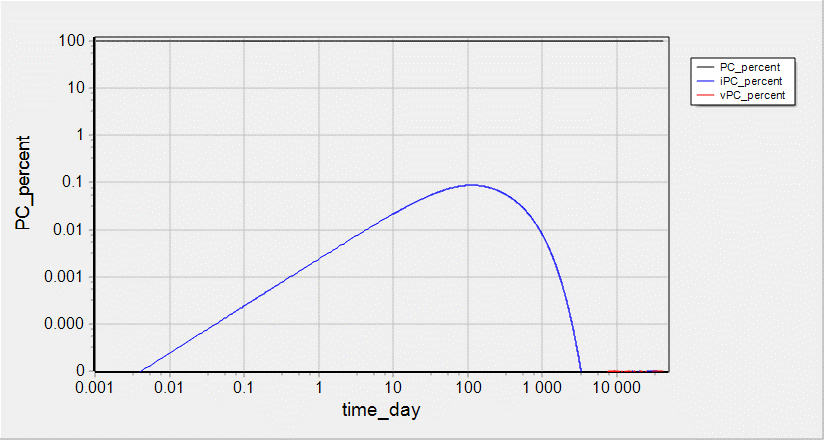 100
10
1
0.1
0.01
0.001
0.000
0
PC_percent
0.001 0.01 0.1 1 10 100 1 000 10 000
time_day
PC_percent
iPC_percent
vPC_percent